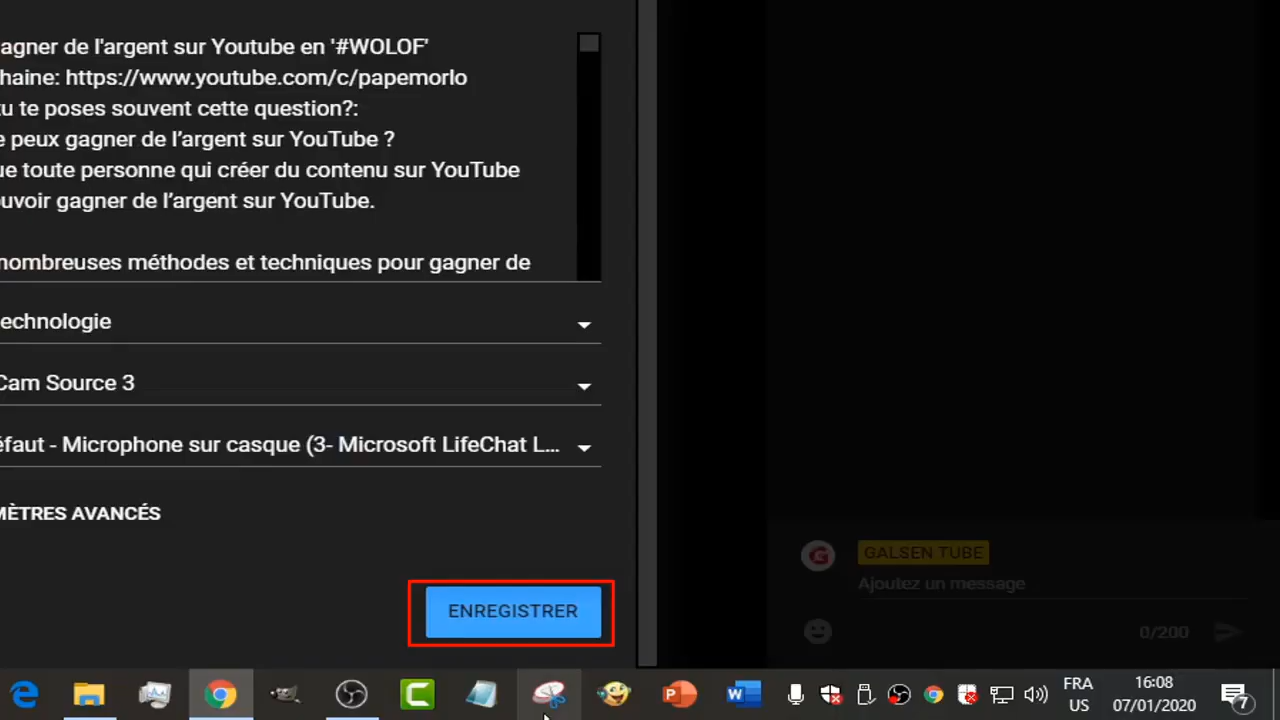 agner de l'argent sur Youtube en '#WOLOF'
haine: https://www.youtube.com/c/papemorlo
tu te poses souvent cette question?:
e peux gagner de l’argent sur YouTube ?
ue toute personne qui créer du contenu sur YouTube
ouvoir gagner de l’argent sur YouTube.
nombreuses méthodes et techniques pour gagner de
echnologie
Cam Source 3
éfaut - Microphone sur casque (3- Microsoft LifeChat L...
MÈTRES AVANCÉS
ENREGISTRER
GALSEN TUBE
Ajoutez un message
0/200
FRA
US
16:08
07/01/2020
7